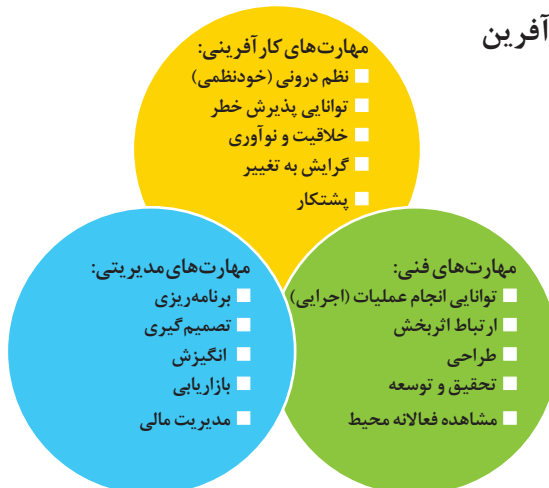 آفرین
مهارت‌های کارآفرینی:
نظم درونی (خودنظمی)
توانایی پذیرش خطر
خلاقیت و نوآوری
گرایش به تغییر
پشتکار
مهارت‌های فنی:
توانایی انجام عملیات (اجرایی)
ارتباط اثربخش
طراحی
تحقیق و توسعه
مشاهده فعالانه محیط
مهارت‌های مدیریتی:
برنامه‌ریزی
تصمیم‌گیری
انگیزش
بازاریابی
مدیریت مالی